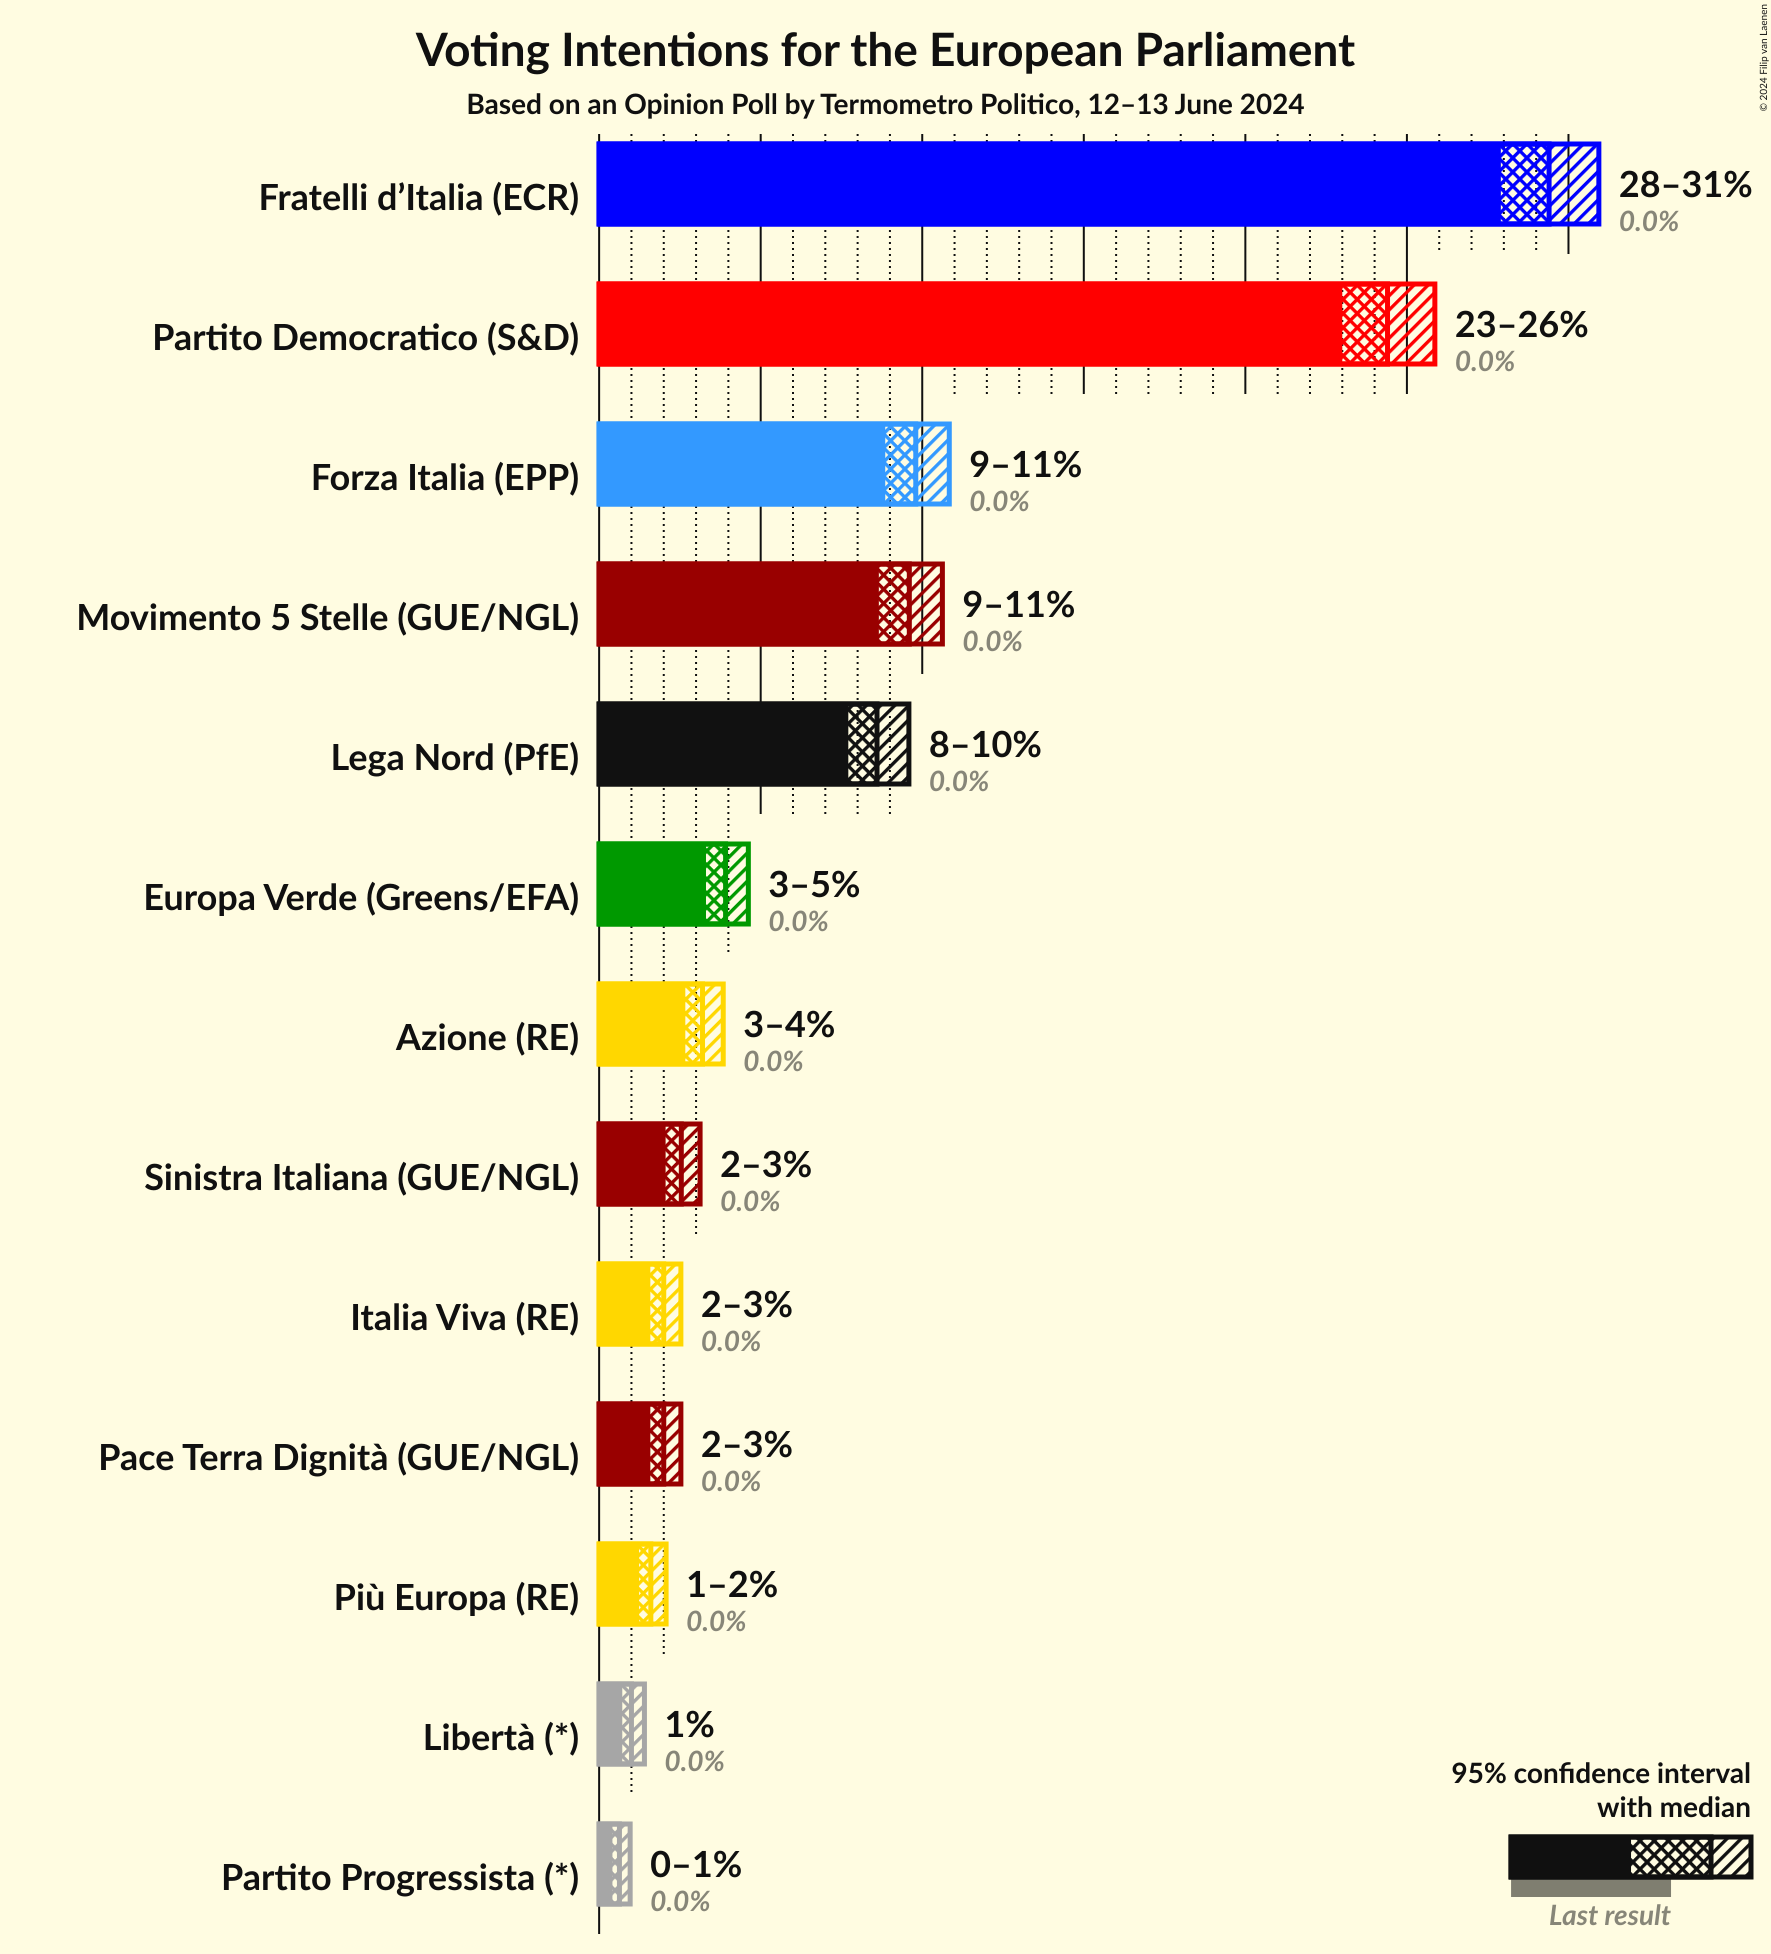 © 2024 Filip van Laenen
Voting Intentions for the European Parliament
Based on an Opinion Poll by Termometro Politico, 12–13 June 2024
Fratelli d’Italia (ECR)
28–31%
0.0%
Partito Democratico (S&D)
23–26%
0.0%
Forza Italia (EPP)
9–11%
0.0%
Movimento 5 Stelle (GUE/NGL)
9–11%
0.0%
Lega Nord (PfE)
8–10%
0.0%
Europa Verde (Greens/EFA)
3–5%
0.0%
Azione (RE)
3–4%
0.0%
Sinistra Italiana (GUE/NGL)
2–3%
0.0%
Italia Viva (RE)
2–3%
0.0%
Pace Terra Dignità (GUE/NGL)
2–3%
0.0%
Più Europa (RE)
1–2%
0.0%
Libertà (*)
1%
0.0%
Partito Progressista (*)
0–1%
0.0%
95% confidence interval
with median
Last result